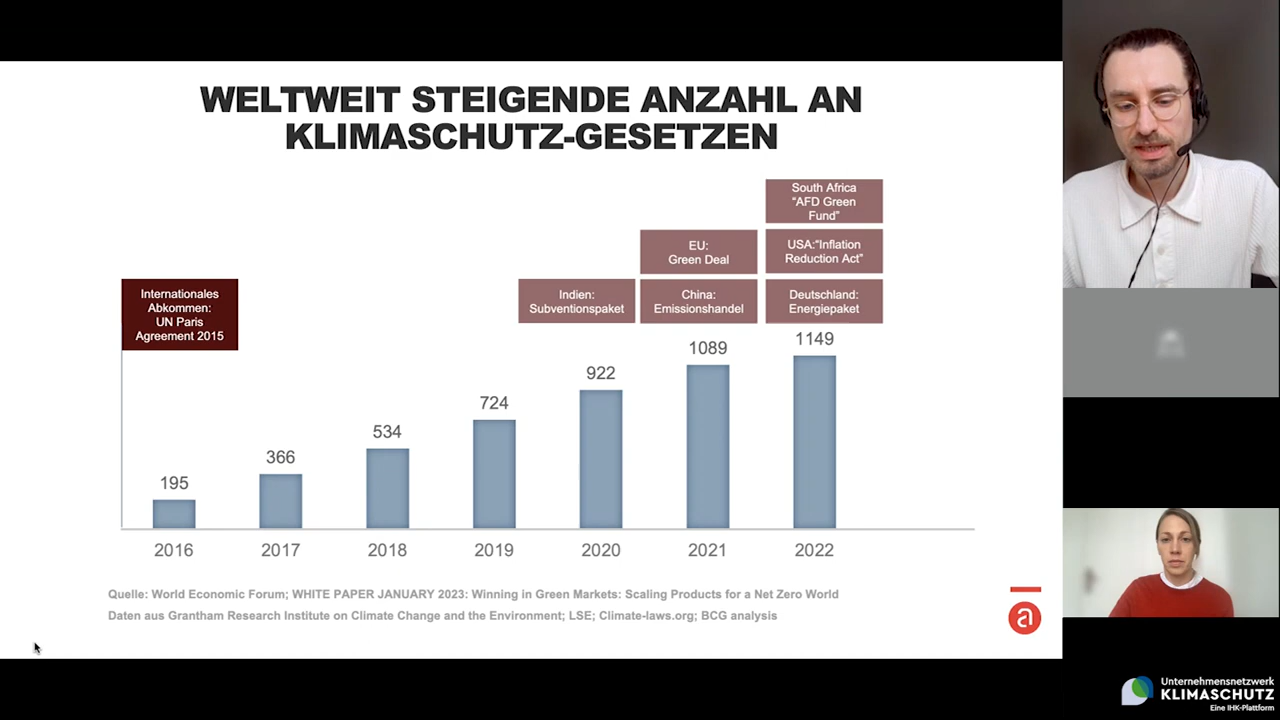 WELTWEIT STEIGENDE ANZAHL AN
KLIMASCHUTZ-GESETZEN
South Africa
“AFD Green
Fund”
EU:
Green Deal
USA:“Inflation
Reduction Act”
Internationales
Abkommen:
UN Paris
Agreement 2015
Indien:
Subventionspaket
China:
Emissionshandel
Deutschland:
Energiepaket
195
366
534
724
922
1089
1149
2016
2017
2018
2019
2020
2021
2022
Quelle: World Economic Forum; WHITE PAPER JANUARY 2023: Winning in Green Markets: Scaling Products for a Net Zero World
Daten aus Grantham Research Institute on Climate Change and the Environment; LSE; Climate-laws.org; BCG analysis
a
Unternehmensnetzwerk
KLIMASCHUTZ
Eine IHK-Plattform